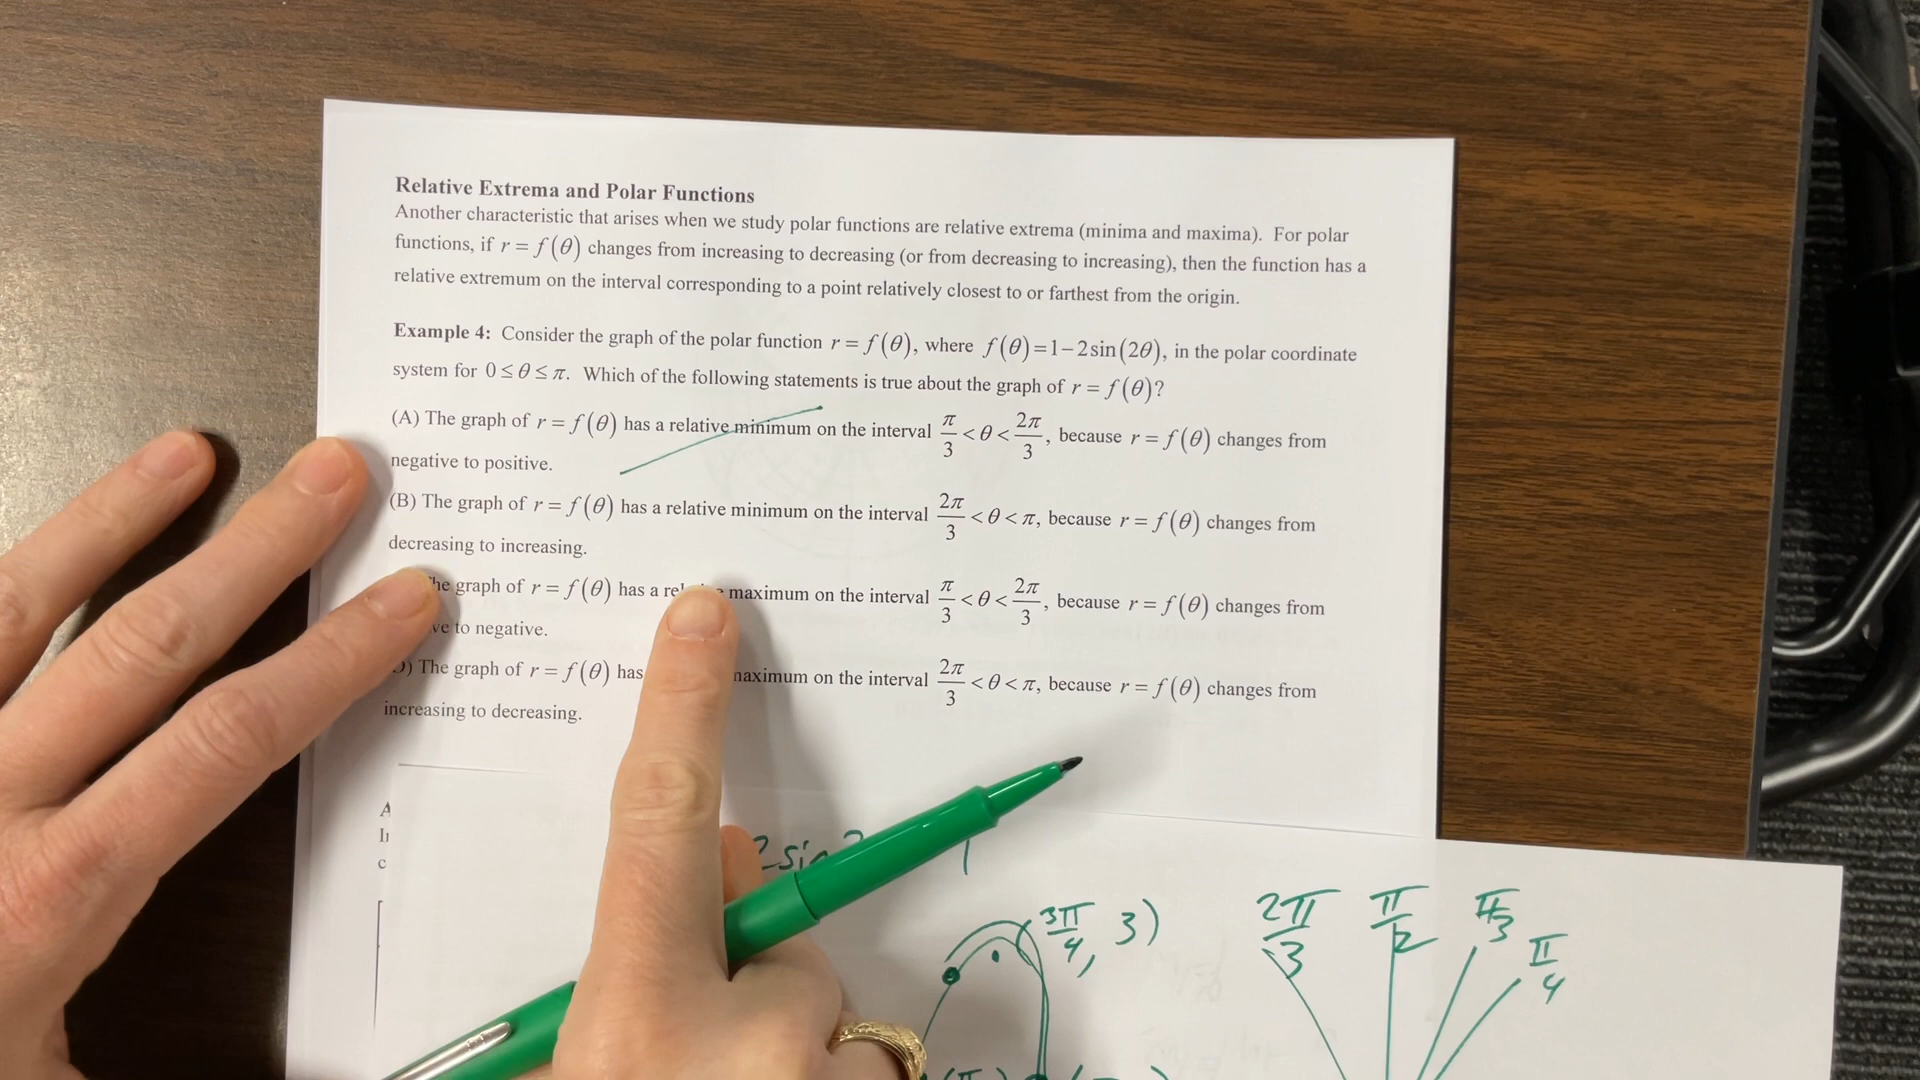 Relative Extrema and Polar Functions
Another characteristic that arises when we study polar functions are relative extrema (minima and maxima). For polar
functions, if r = f(θ) changes from increasing to decreasing (or from decreasing to increasing), then the function has a
relative extremum on the interval corresponding to a point relatively closest to or farthest from the origin.
Example 4: Consider the graph of the polar function r = f(θ), where f(θ)=1−2sin(2θ), in the polar coordinate
system for 0≤θ≤π. Which of the following statements is true about the graph of r = f(θ)?
(A) The graph of r = f(θ) has a relative minimum on the interval π/3 <θ< 2π/3, because r = f(θ) changes from
negative to positive.
(B) The graph of r = f(θ) has a relative minimum on the interval 2π/3 <θ<π, because r = f(θ) changes from
decreasing to increasing.
graph of r = f(θ) has a maximum on the interval π/3 <θ< 2π/3, because r = f(θ) changes from
to negative.
The graph of r = f(θ) has maximum on the interval 2π/3 <θ<π, because r = f(θ) changes from
increasing to decreasing.
2sin
(3π/4, 3)
2π/3 π/2 π/3 π/4